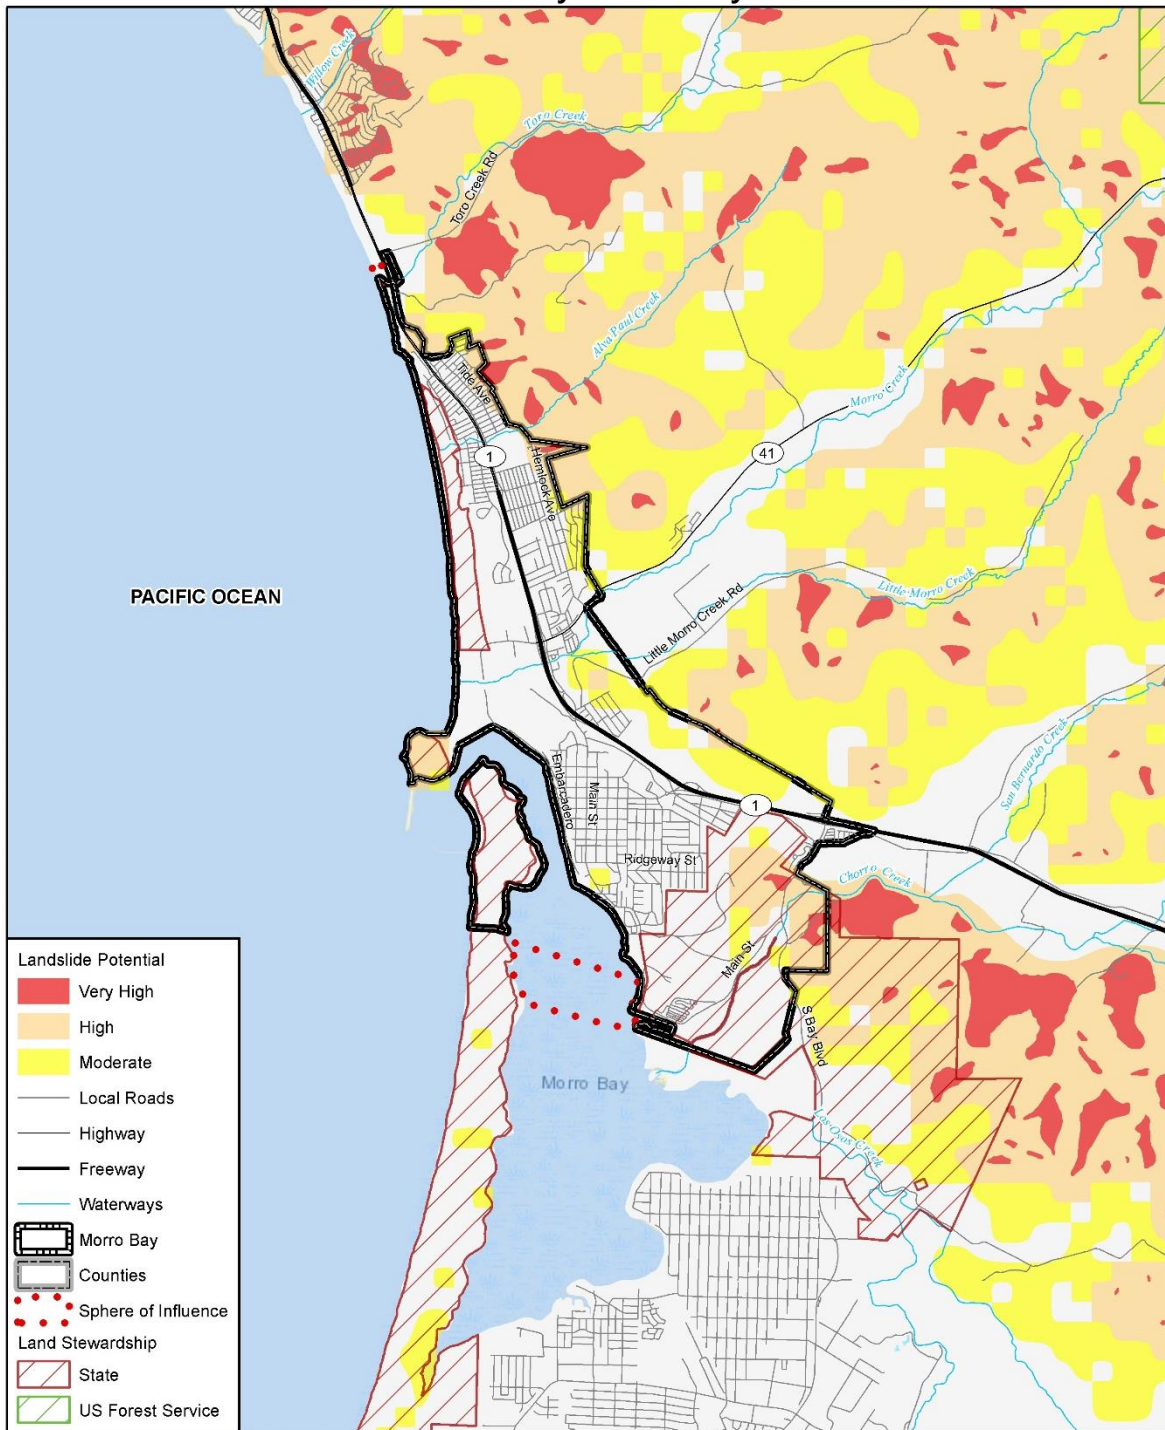 Willow Creek
Toro Creek
Toro Creek Rd
Alva Paul Creek
Tide Ave
Morro Creek
1
41
Hemlock Ave
PACIFIC OCEAN
Little Morro Creek
Little Morro Creek Rd
San Bernardo Creek
Embarcadero
Main St
1
Ridgeway St
Chorro Creek
Main St
S Bay Blvd
Morro Bay
Los Osos Creek
Landslide Potential
Very High
High
Moderate
Local Roads
Highway
Freeway
Waterways
Morro Bay
Counties
Sphere of Influence
Land Stewardship
State
US Forest Service